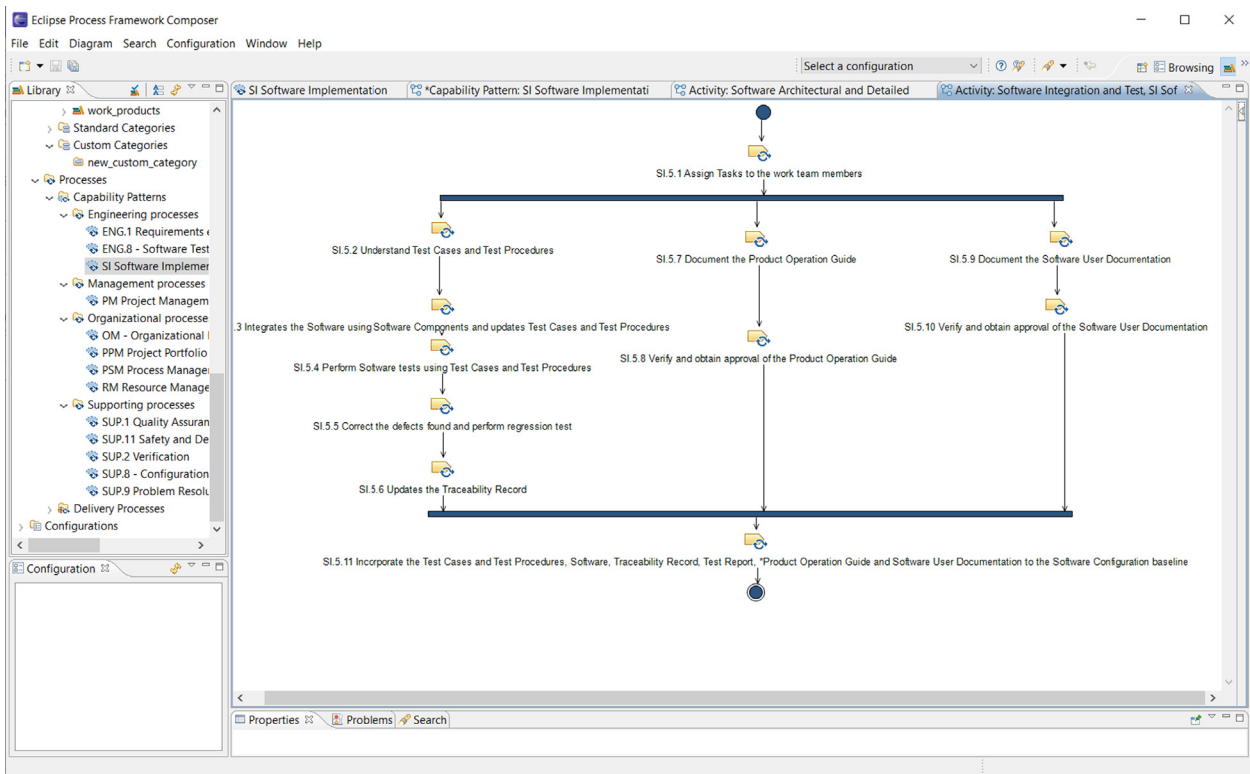 Eclipse Process Framework Composer
File Edit Diagram Search Configuration Window Help
Select a configuration
Browsing
Library
work_products
Standard Categories
Custom Categories
new_custom_category
Processes
Capability Patterns
Engineering processes
ENG.1 Requirements e
ENG.8 - Software Test
SI Software Implemer
Management processes
PM Project Managem
Organizational processe
OM - Organizational
PPM Project Portfolio
PSM Process Manage
RM Resource Manage
Supporting processes
SUP.1 Quality Assuran
SUP.11 Safety and De
SUP.2 Verification
SUP.8 - Configuration
SUP.9 Problem Resolu
Delivery Processes
Configurations
Configuration
SI Software Implementation
*Capability Pattern: SI Software Implementati
Activity: Software Architectural and Detailed
Activity: Software Integration and Test, SI Sof
SI.5.1 Assign Tasks to the work team members
SI.5.2 Understand Test Cases and Test Procedures
SI.5.7 Document the Product Operation Guide
SI.5.9 Document the Software User Documentation
.3 Integrates the Software using Software Components and updates Test Cases and Test Procedures
SI.5.10 Verify and obtain approval of the Software User Documentation
SI.5.8 Verify and obtain approval of the Product Operation Guide
SI.5.4 Perform Software tests using Test Cases and Test Procedures
SI.5.5 Correct the defects found and perform regression test
SI.5.6 Updates the Traceability Record
SI.5.11 Incorporate the Test Cases and Test Procedures, Software, Traceability Record, Test Report, *Product Operation Guide and Software User Documentation to the Software Configuration baseline
Properties
Problems
Search